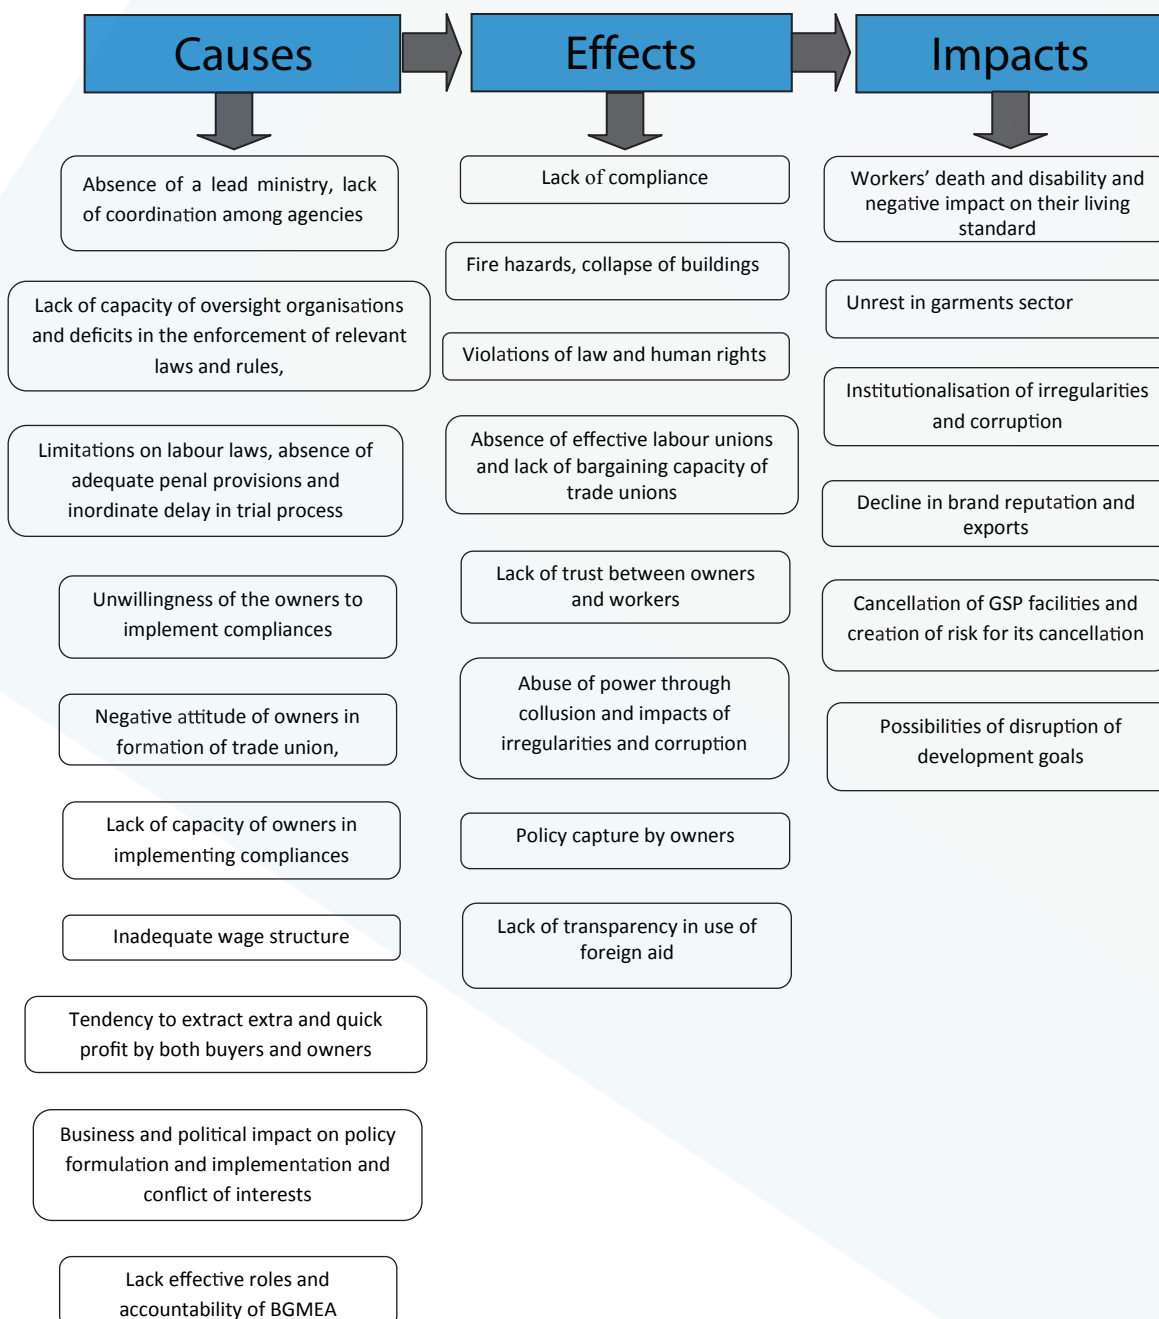 Causes
Effects
Impacts
Absence of a lead ministry, lack
of coordination among agencies
Lack of capacity of oversight organisations
and deficits in the enforcement of relevant
laws and rules,
Limitations on labour laws, absence of
adequate penal provisions and
inordinate delay in trial process
Unwillingness of the owners to
implement compliances
Negative attitude of owners in
formation of trade union,
Lack of capacity of owners in
implementing compliances
Inadequate wage structure
Tendency to extract extra and quick
profit by both buyers and owners
Business and political impact on policy
formulation and implementation and
conflict of interests
Lack effective roles and
accountability of BGMEA
Lack of compliance
Fire hazards, collapse of buildings
Violations of law and human rights
Absence of effective labour unions
and lack of bargaining capacity of
trade unions
Lack of trust between owners
and workers
Abuse of power through
collusion and impacts of
irregularities and corruption
Policy capture by owners
Lack of transparency in use of
foreign aid
Workers’ death and disability and
negative impact on their living
standard
Unrest in garments sector
Institutionalisation of irregularities
and corruption
Decline in brand reputation and
exports
Cancellation of GSP facilities and
creation of risk for its cancellation
Possibilities of disruption of
development goals